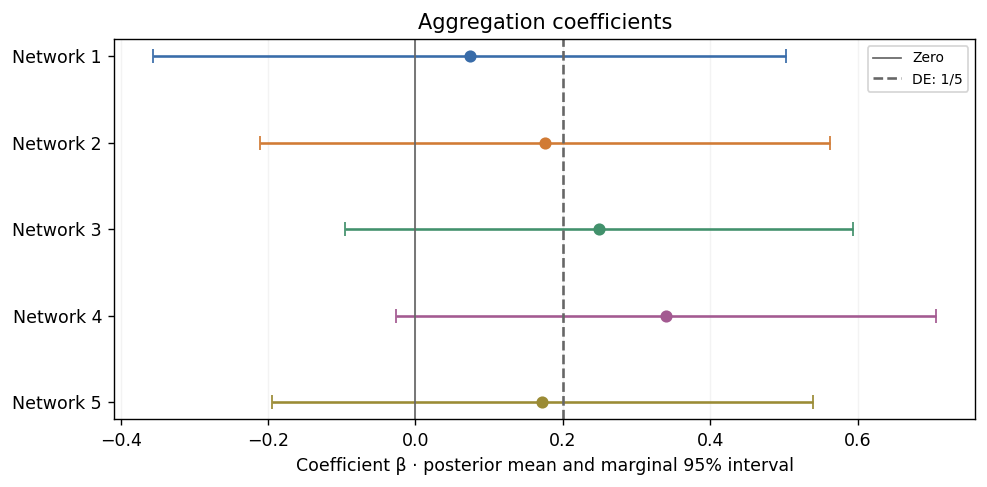 Aggregation coefficients
Network 1
Network 2
Network 3
Network 4
Network 5
Zero
DE: 1/5
−0.4
−0.2
0.0
0.2
0.4
0.6
Coefficient β · posterior mean and marginal 95% interval